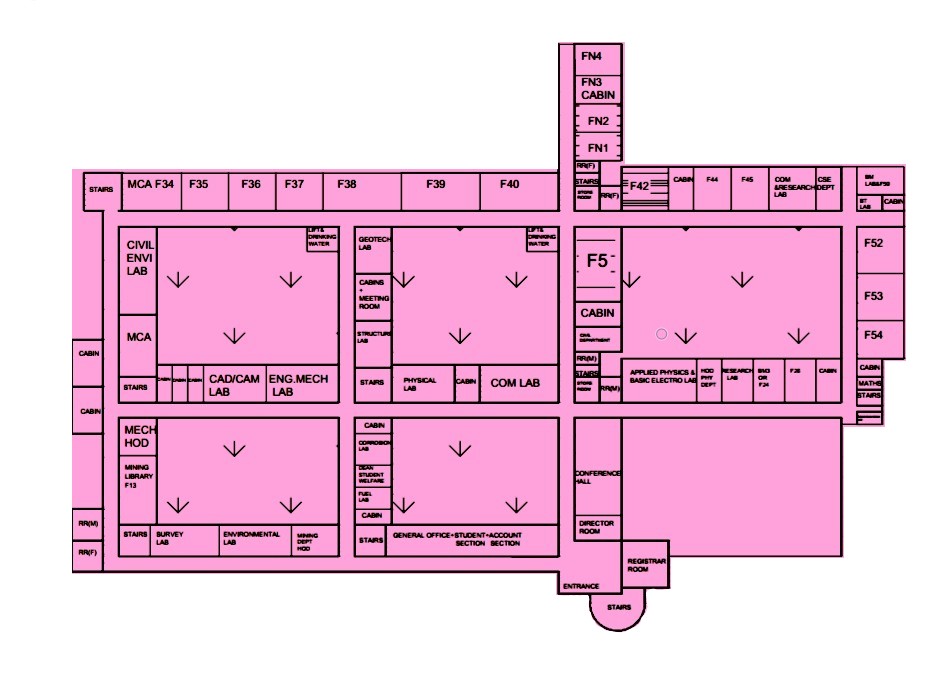 FN4
FN3
CABIN
FN2
FN1
RR(F)
STAIRS
STORE
ROOM
RR(F)
STAIRS
MCA F34
F35
F36
F37
F38
F39
F40
F42
CABIN
F44
F45
COM
&RESEARCH
LAB
CSE
DEPT
BM
BT
LAB
CABIN
CIVIL
ENVI
LAB
LIFT&
DRINKING
WATER
GEOTECH
LAB
LIFT&
DRINKING
WATER
F5
F52
CABINS
+
MEETING
ROOM
F53
CABIN
MCA
STRUCTURE
LAB
CIVIL
DEPARTMENT
F54
CABIN
STAIRS
CABIN
CABIN
CABIN
CAD/CAM
LAB
ENG.MECH
LAB
STAIRS
PHYSICAL
LAB
CABIN
COM LAB
RR(M)
STAIRS
STORE
ROOM
RR(M)
APPLIED PHYSICS &
BASIC ELECTRO LAB
HOD
PHY
DEPT
RESEARCH
LAB
OR
F24
CABIN
CABIN
MATHS
STAIRS
CABIN
MECH
HOD
CABIN
CORROSION
LAB
MINING
LIBRARY
F13
DEAN
STUDENT
WELFARE
FUEL
LAB
CABIN
CONFERENCE
HALL
RR(M)
STAIRS
SURVEY
LAB
ENVIRONMENTAL
LAB
MINING
DEPT
HOD
STAIRS
GENERAL OFFICE+STUDENT+ACCOUNT
SECTION SECTION
DIRECTOR
ROOM
RR(F)
REGISTRAR
ROOM
ENTRANCE
STAIRS